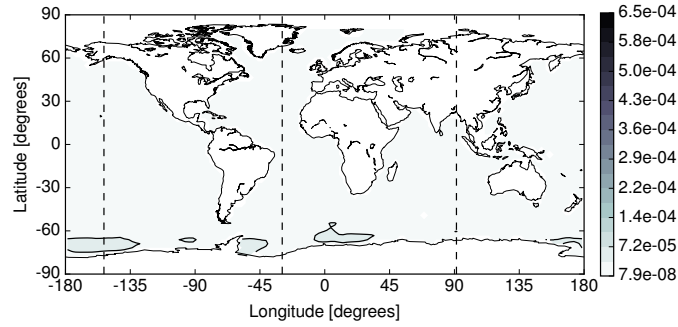 90
60
30
0
-30
-60
-90
Latitude [degrees]
-180 -135 -90 -45 0 45 90 135 180
Longitude [degrees]
6.5e-04
5.8e-04
5.0e-04
4.3e-04
3.6e-04
2.9e-04
2.2e-04
1.4e-04
7.2e-05
7.9e-08